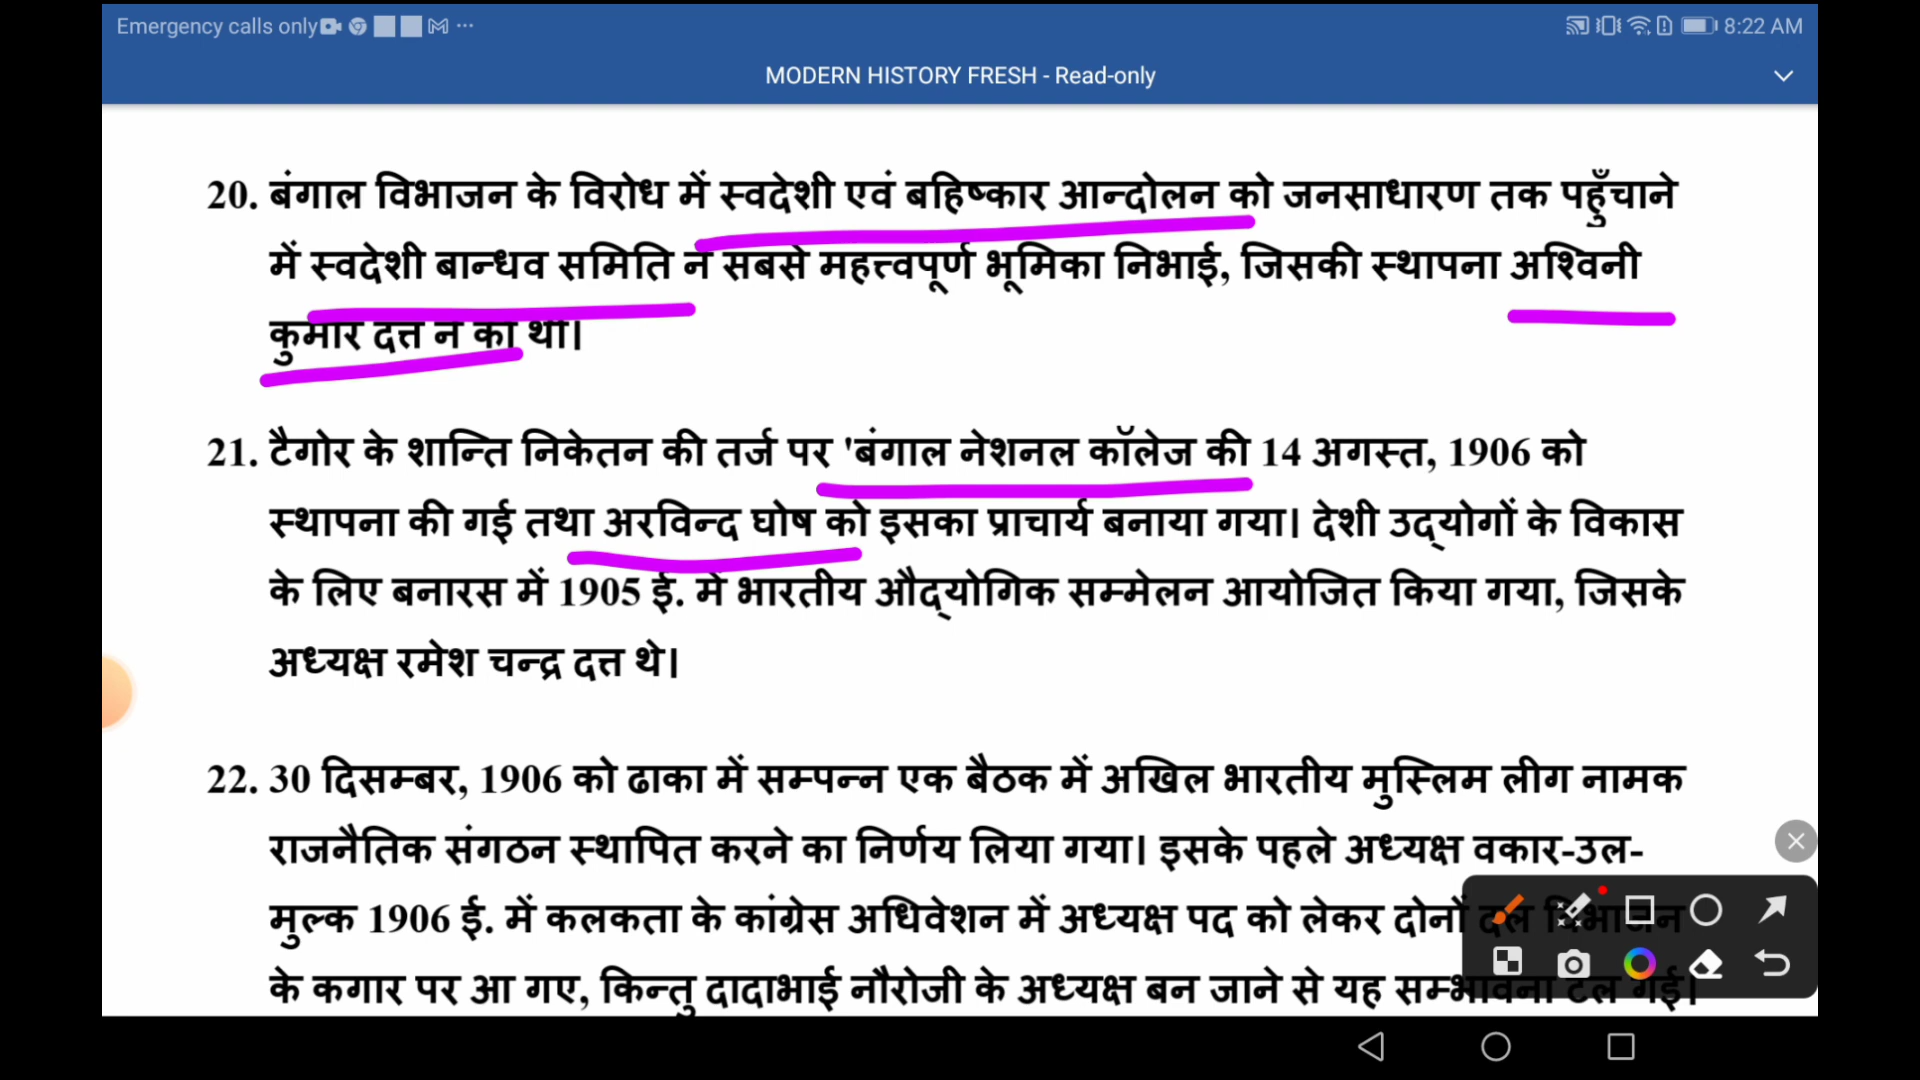 Emergency calls only
8:22 AM
MODERN HISTORY FRESH - Read-only
20. बंगाल विभाजन के विरोध में स्वदेशी एवं बहिष्कार आन्दोलन को जनसाधारण तक पहुँचाने
में स्वदेशी बान्धव समिति ने सबसे महत्त्वपूर्ण भूमिका निभाई, जिसकी स्थापना अश्विनी
कुमार दत्त ने की थी।
21. टैगोर के शान्ति निकेतन की तर्ज पर 'बंगाल नेशनल कॉलेज की 14 अगस्त, 1906 को
स्थापना की गई तथा अरविन्द घोष को इसका प्राचार्य बनाया गया। देशी उद्योगों के विकास
के लिए बनारस में 1905 ई. में भारतीय औद्योगिक सम्मेलन आयोजित किया गया, जिसके
अध्यक्ष रमेश चन्द्र दत्त थे।
22. 30 दिसम्बर, 1906 को ढाका में सम्पन्न एक बैठक में अखिल भारतीय मुस्लिम लीग नामक
राजनैतिक संगठन स्थापित करने का निर्णय लिया गया। इसके पहले अध्यक्ष वकार-उल-
मुल्क 1906 ई. में कलकता के कांग्रेस अधिवेशन में अध्यक्ष पद को लेकर दोनों दल विभाजन
के कगार पर आ गए, किन्तु दादाभाई नौरोजी के अध्यक्ष बन जाने से यह सम्भावना टल गई।